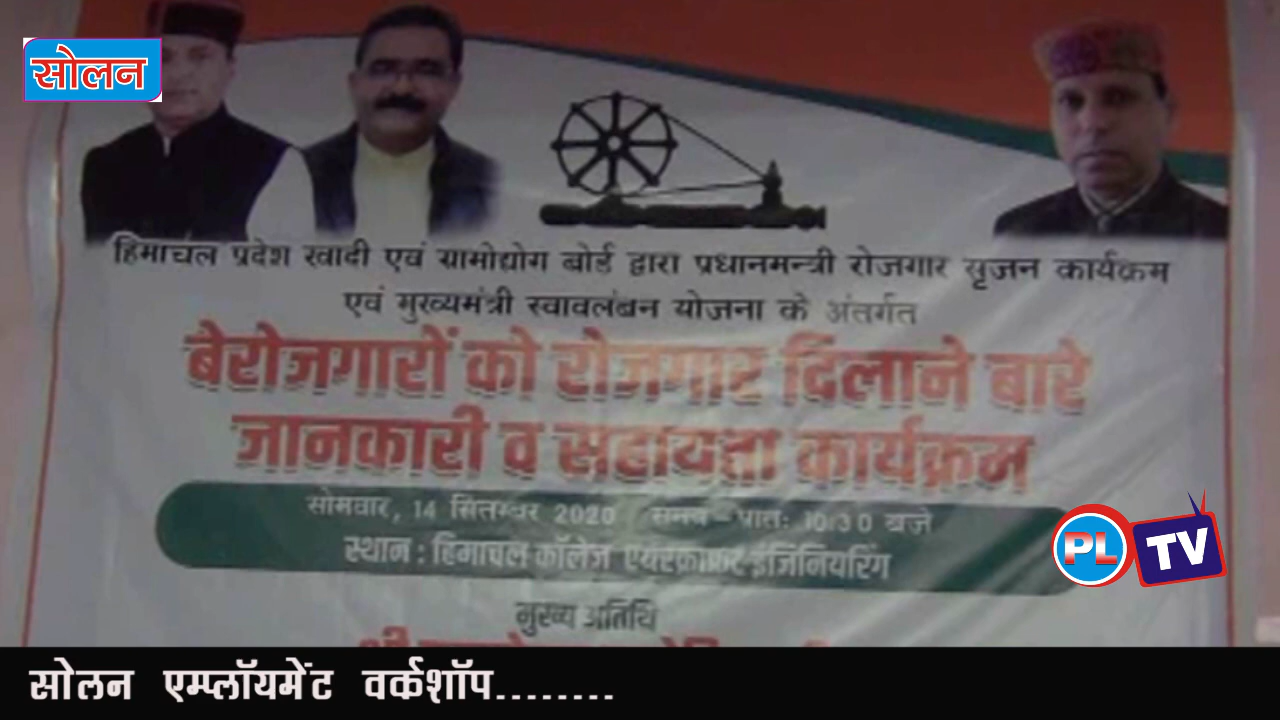 सोलन
हिमाचल प्रदेश खादी एवं ग्रामोद्योग बोर्ड द्वारा प्रधानमन्त्री रोजगार सृजन कार्यक्रम
एवं मुख्यमंत्री स्वावलंबन योजना के अंतर्गत
बेरोजगारों को रोजगार दिलाने बारे
जानकारी व सहायता कार्यक्रम
सोमवार, 14 सितम्बर 2020 समय - प्रातः 10:30 बजे
स्थान : हिमाचल कॉलेज एयरक्राफ्ट इंजिनियरिंग
मुख्य अतिथि
PL TV
सोलन एम्प्लॉयमेंट वर्कशॉप........